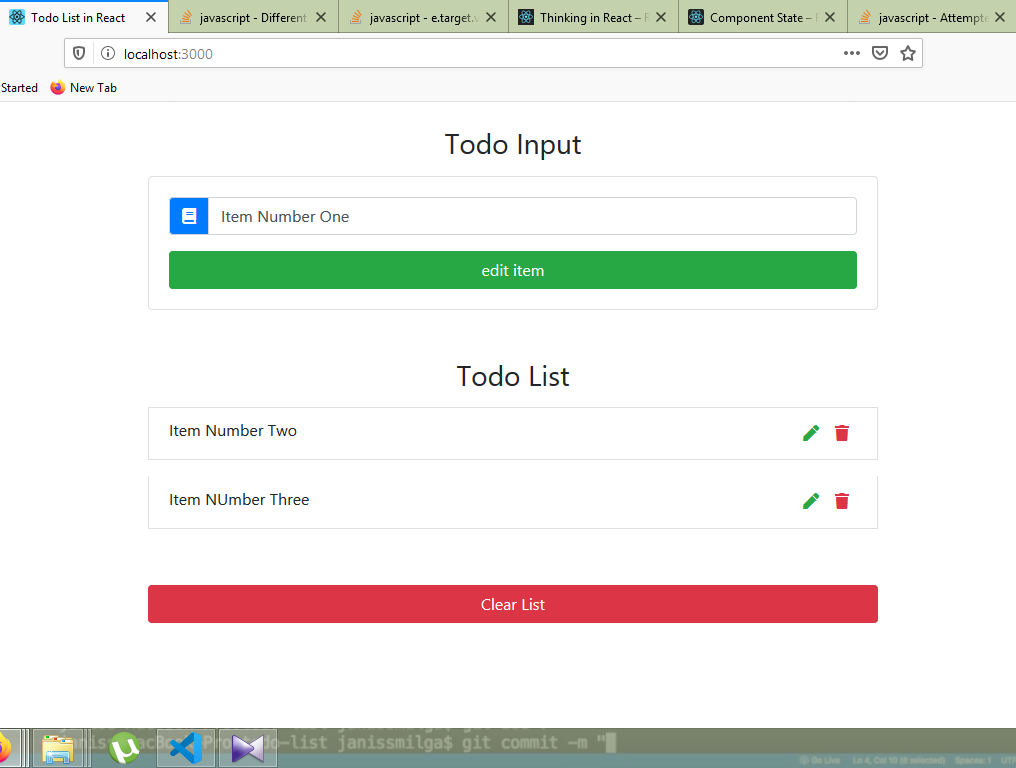 Todo List in React
javascript - Different
javascript - e.target.v
Thinking in React – R
Component State –
javascript - Attempte
localhost:3000
Started
New Tab
Todo Input
Item Number One
edit item
Todo List
Item Number Two
Item NUmber Three
Clear List
do-list janissmilga$ git commit -m "
Go Live Ln 4, Col 10 (8 selected) Spaces: 1 UTF